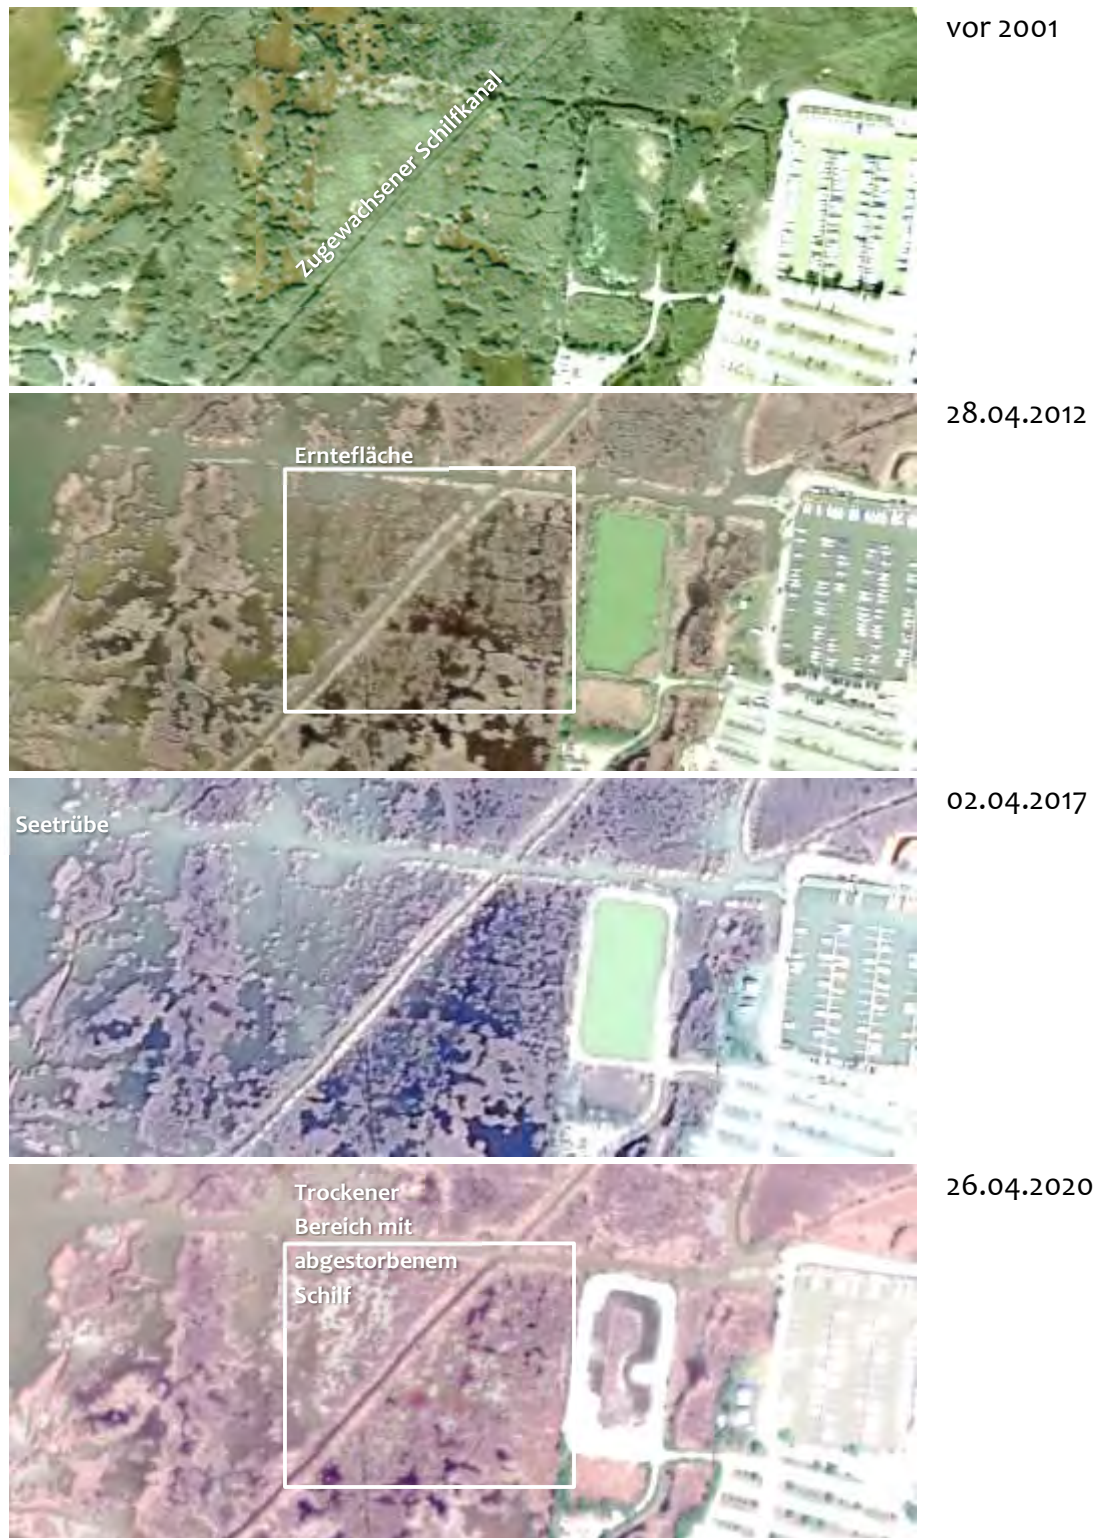 vor 2001
Zugewachsener Schilfkanal
28.04.2012
Erntefläche
02.04.2017
Seetrübe
26.04.2020
Trockener
Bereich mit
abgestorbenem
Schilf